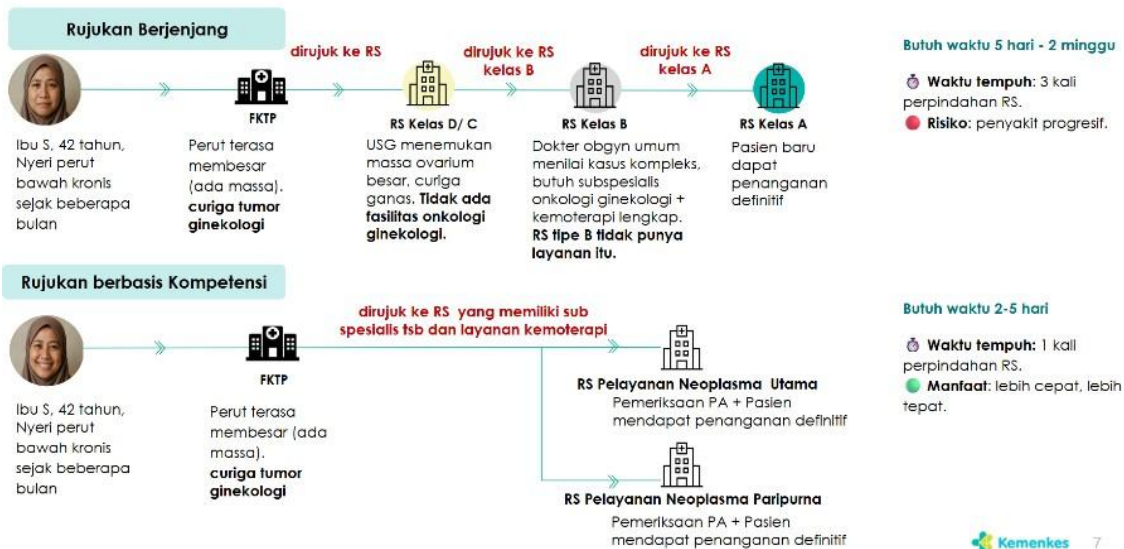 Rujukan Berjenjang
dirujuk ke RS
dirujuk ke RS
kelas B
dirujuk ke RS
kelas A
FKTP
RS Kelas D/ C
RS Kelas B
RS Kelas A
Ibu S, 42 tahun,
Nyeri perut
bawah kronis
sejak beberapa
bulan
Perut terasa
membesar
(ada massa).
curiga tumor
ginekologi
USG menemukan
massa ovarium
besar, curiga
ganas. Tidak ada
fasilitas onkologi
ginekologi.
Dokter obgyn umum
menilai kasus kompleks,
butuh subspesialis
onkologi ginekologi +
kemoterapi lengkap.
RS tipe B tidak punya
layanan itu.
Pasien baru
dapat
penanganan
definitif
Butuh waktu 5 hari - 2 minggu
Waktu tempuh: 3 kali
perpindahan RS.
Risiko: penyakit progresif.
Rujukan berbasis Kompetensi
dirujuk ke RS yang memiliki sub
spesialis tsb dan layanan kemoterapi
FKTP
Ibu S, 42 tahun,
Nyeri perut
bawah kronis
sejak beberapa
bulan
Perut terasa
membesar (ada
massa).
curiga tumor
ginekologi
RS Pelayanan Neoplasma Utama
Pemeriksaan PA + Pasien
mendapat penanganan definitif
RS Pelayanan Neoplasma Paripurna
Pemeriksaan PA + Pasien
mendapat penanganan definitif
Butuh waktu 2-5 hari
Waktu tempuh: 1 kali
perpindahan RS.
Manfaat: lebih cepat, lebih
tepat.
Kemenkes 7